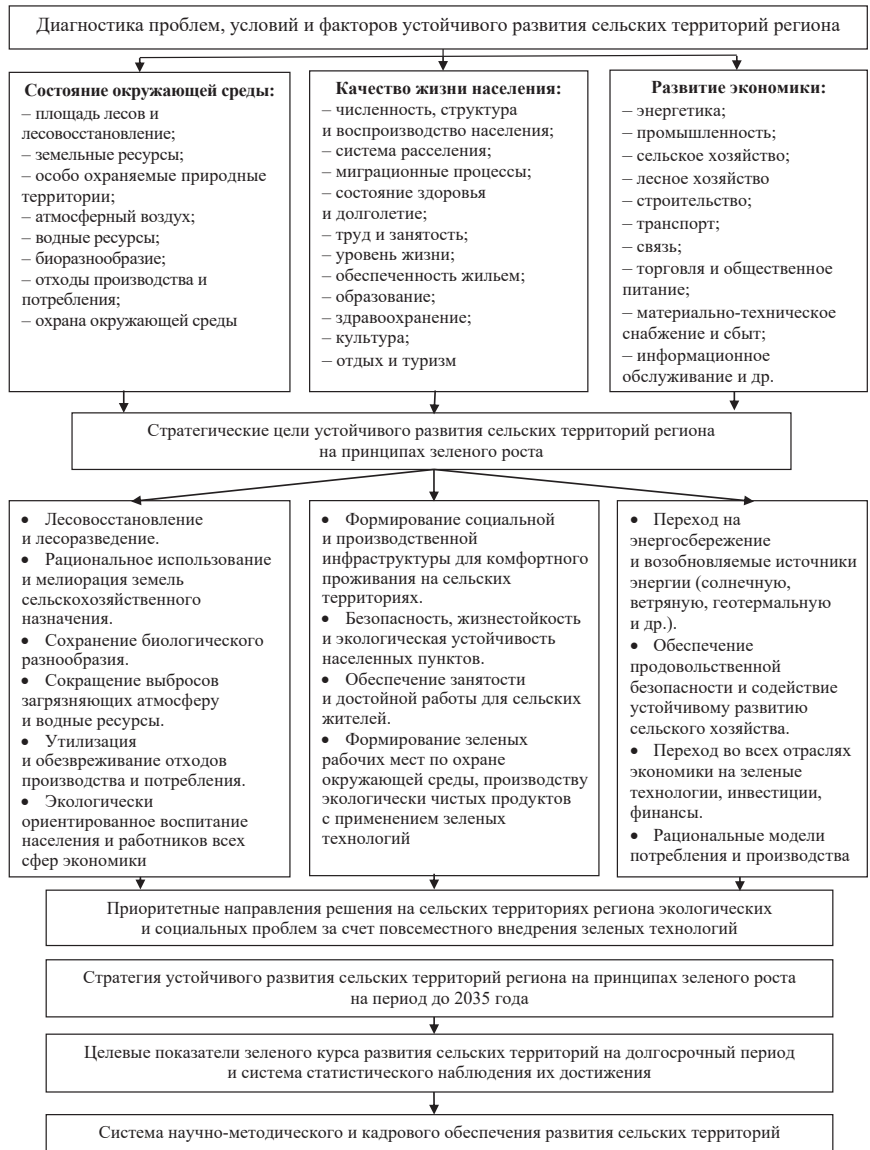 Диагностика проблем, условий и факторов устойчивого развития сельских территорий региона
Состояние окружающей среды:
– площадь лесов и
лесовосстановление;
– земельные ресурсы;
– особо охраняемые природные
территории;
– атмосферный воздух;
– водные ресурсы;
– биоразнообразие;
– отходы производства и
потребления;
– охрана окружающей среды
Качество жизни населения:
– численность, структура
и воспроизводство населения;
– система расселения;
– миграционные процессы;
– состояние здоровья
и долголетие;
– труд и занятость;
– уровень жизни;
– обеспеченность жильем;
– образование;
– здравоохранение;
– культура;
– отдых и туризм
Развитие экономики:
– энергетика;
– промышленность;
– сельское хозяйство;
– лесное хозяйство
– строительство;
– транспорт;
– связь;
– торговля и общественное
питание;
– материально-техническое
снабжение и сбыт;
– информационное
обслуживание и др.
Стратегические цели устойчивого развития сельских территорий региона
на принципах зеленого роста
• Лесовосстановление
и лесоразведение.
• Рациональное использование
и мелиорация земель
сельскохозяйственного
назначения.
• Сохранение биологического
разнообразия.
• Сокращение выбросов
загрязняющих атмосферу
и водные ресурсы.
• Утилизация
и обезвреживание отходов
производства и потребления.
• Экологически
ориентированное воспитание
населения и работников всех
сфер экономики
• Формирование социальной
и производственной
инфраструктуры для комфортного
проживания на сельских
территориях.
• Безопасность, жизнестойкость
и экологическая устойчивость
населенных пунктов.
• Обеспечение занятости
и достойной работы для сельских
жителей.
• Формирование зеленых
рабочих мест по охране
окружающей среды, производству
экологически чистых продуктов
с применением зеленых
технологий
• Переход на
энергосбережение
и возобновляемые источники
энергии (солнечную,
ветряную, геотермальную
и др.).
• Обеспечение
продовольственной
безопасности и содействие
устойчивому развитию
сельского хозяйства.
• Переход во всех отраслях
экономики на зеленые
технологии, инвестиции,
финансы.
• Рациональные модели
потребления и производства
Приоритетные направления решения на сельских территориях региона экологических
и социальных проблем за счет повсеместного внедрения зеленых технологий
Стратегия устойчивого развития сельских территорий региона на принципах зеленого роста
на период до 2035 года
Целевые показатели зеленого курса развития сельских территорий на долгосрочный период
и система статистического наблюдения их достижения
Система научно-методического и кадрового обеспечения развития сельских территорий